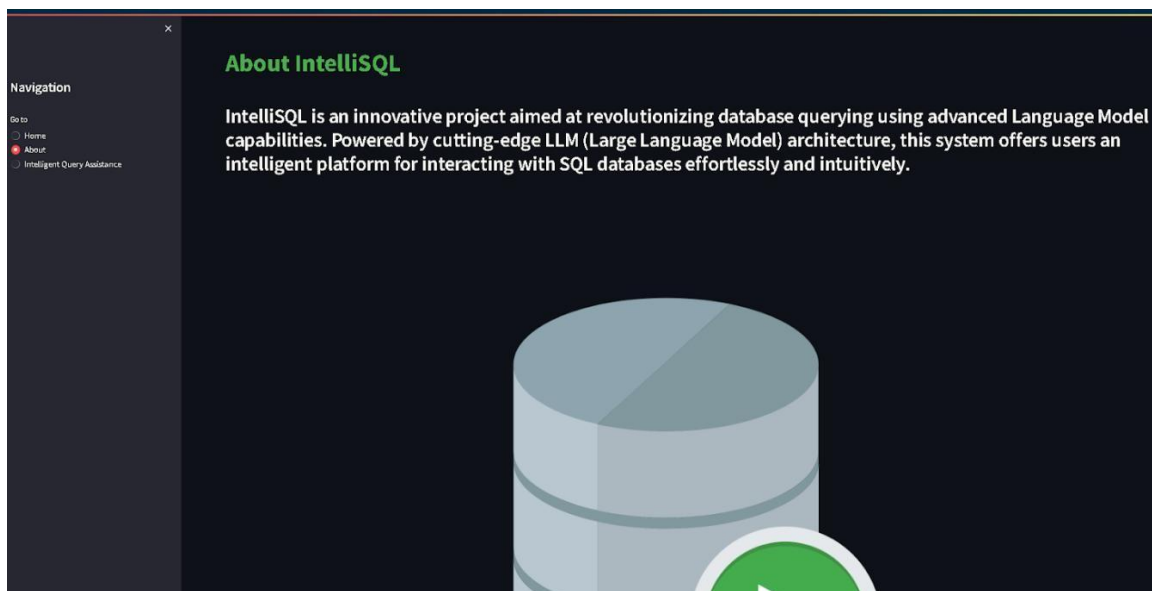 ×
Navigation
Go to
Home
About
Intelligent Query Assistance
About IntelliSQL
IntelliSQL is an innovative project aimed at revolutionizing database querying using advanced Language Model
capabilities. Powered by cutting-edge LLM (Large Language Model) architecture, this system offers users an
intelligent platform for interacting with SQL databases effortlessly and intuitively.